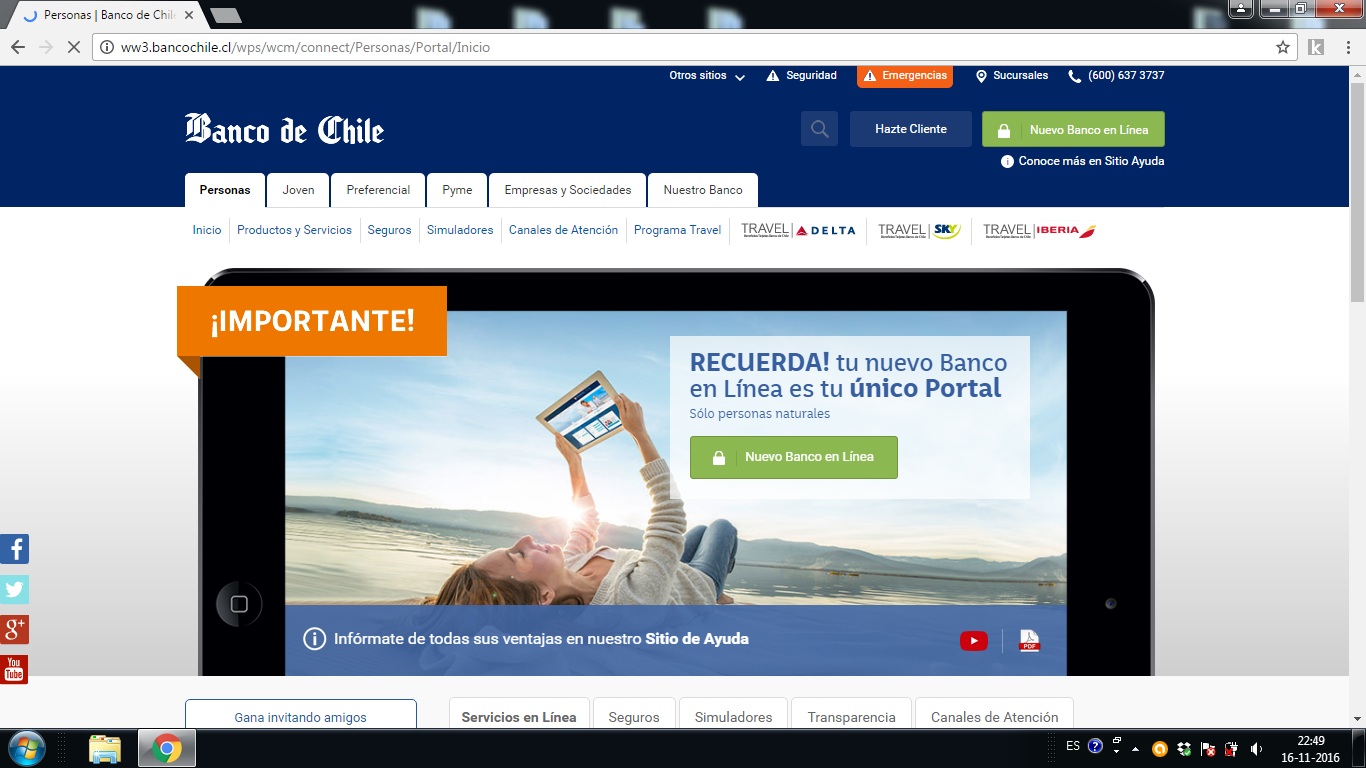 Personas | Banco de Chil
ww3.bancochile.cl/wps/wcm/connect/Personas/Portal/Inicio
Otros sitios Seguridad Emergencias Sucursales (600) 637 3737
Banco de Chile
Hazte Cliente
Nuevo Banco en Línea
Conoce más en Sitio Ayuda
Personas Joven Preferencial Pyme Empresas y Sociedades Nuestro Banco
Inicio Productos y Servicios Seguros Simuladores Canales de Atención Programa Travel TRAVEL DELTA TRAVEL SKY TRAVEL IBERIA
¡IMPORTANTE!
RECUERDA! tu nuevo Banco
en Línea es tu único Portal
Sólo personas naturales
Nuevo Banco en Línea
Infórmate de todas sus ventajas en nuestro Sitio de Ayuda
PDF
You
Tube
Gana invitando amigos
Servicios en Línea Seguros Simuladores Transparencia Canales de Atención
ES
22:49
16-11-2016